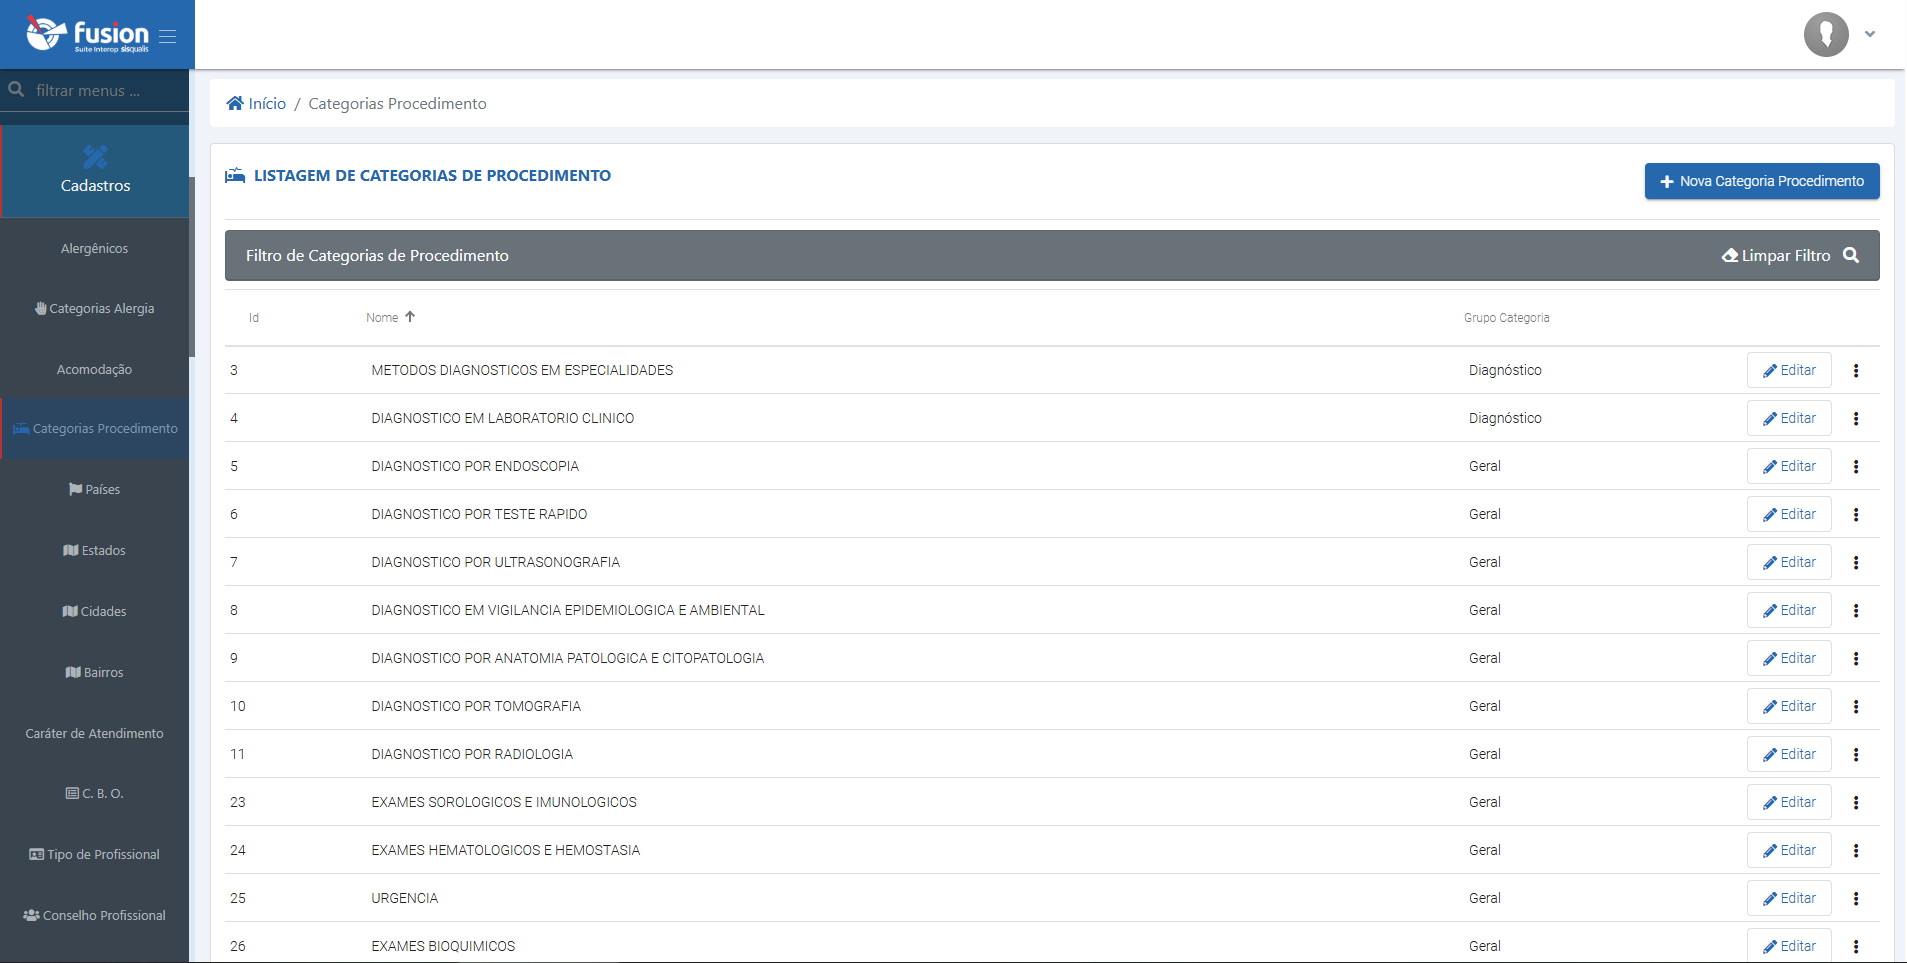 fusion
Suite Interop sisqualis
filtrar menus ...
Cadastros
Alergênicos
Categorias Alergia
Acomodação
Categorias Procedimento
Países
Estados
Cidades
Bairros
Caráter de Atendimento
C. B. O.
Tipo de Profissional
Conselho Profissional
Início / Categorias Procedimento
LISTAGEM DE CATEGORIAS DE PROCEDIMENTO
Nova Categoria Procedimento
Filtro de Categorias de Procedimento
Limpar Filtro
Id Nome Grupo Categoria
3 METODOS DIAGNOSTICOS EM ESPECIALIDADES Diagnóstico Editar
4 DIAGNOSTICO EM LABORATORIO CLINICO Diagnóstico Editar
5 DIAGNOSTICO POR ENDOSCOPIA Geral Editar
6 DIAGNOSTICO POR TESTE RAPIDO Geral Editar
7 DIAGNOSTICO POR ULTRASONOGRAFIA Geral Editar
8 DIAGNOSTICO EM VIGILANCIA EPIDEMIOLOGICA E AMBIENTAL Geral Editar
9 DIAGNOSTICO POR ANATOMIA PATOLOGICA E CITOPATOLOGIA Geral Editar
10 DIAGNOSTICO POR TOMOGRAFIA Geral Editar
11 DIAGNOSTICO POR RADIOLOGIA Geral Editar
23 EXAMES SOROLOGICOS E IMUNOLOGICOS Geral Editar
24 EXAMES HEMATOLOGICOS E HEMOSTASIA Geral Editar
25 URGENCIA Geral Editar
26 EXAMES BIOQUIMICOS Geral Editar